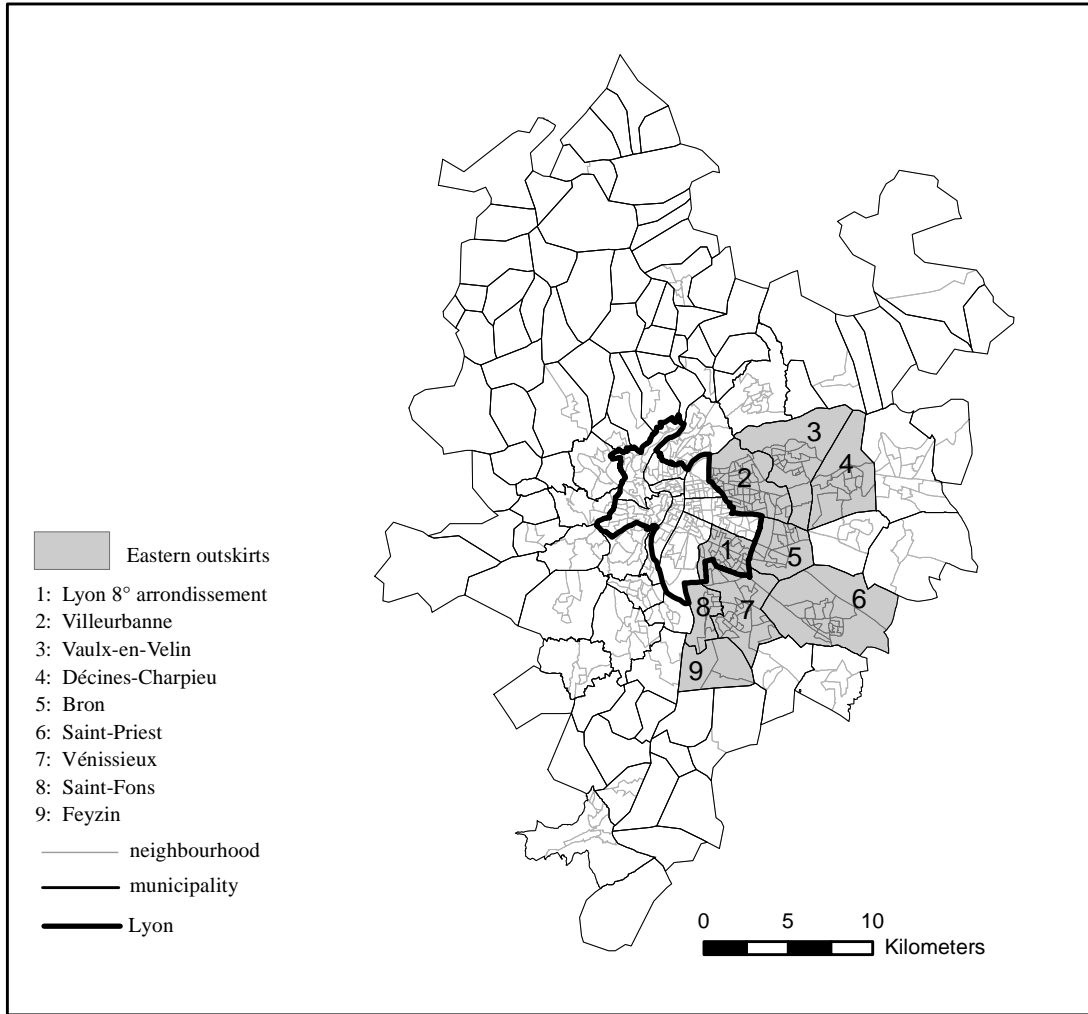 3
2
4
1
5
6
8
7
9
Eastern outskirts
1: Lyon 8° arrondissement
2: Villeurbanne
3: Vaulx-en-Velin
4: Décines-Charpieu
5: Bron
6: Saint-Priest
7: Vénissieux
8: Saint-Fons
9: Feyzin
neighbourhood
municipality
Lyon
0 5 10
Kilometers